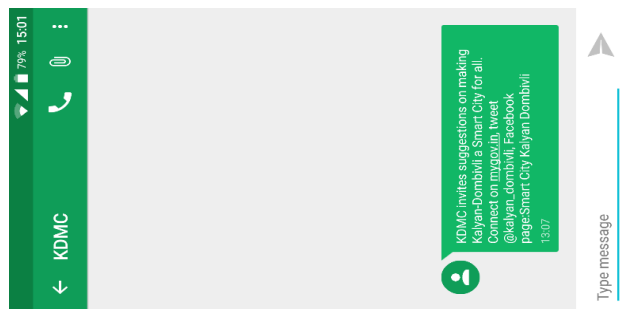 79% 15:01
KDMC
KDMC invites suggestions on making
Kalyan-Dombivli a Smart City for all.
Connect on mygov.in, tweet
@kalyan_dombivli, Facebook
page:Smart City Kalyan Dombivli
13:07
Type message